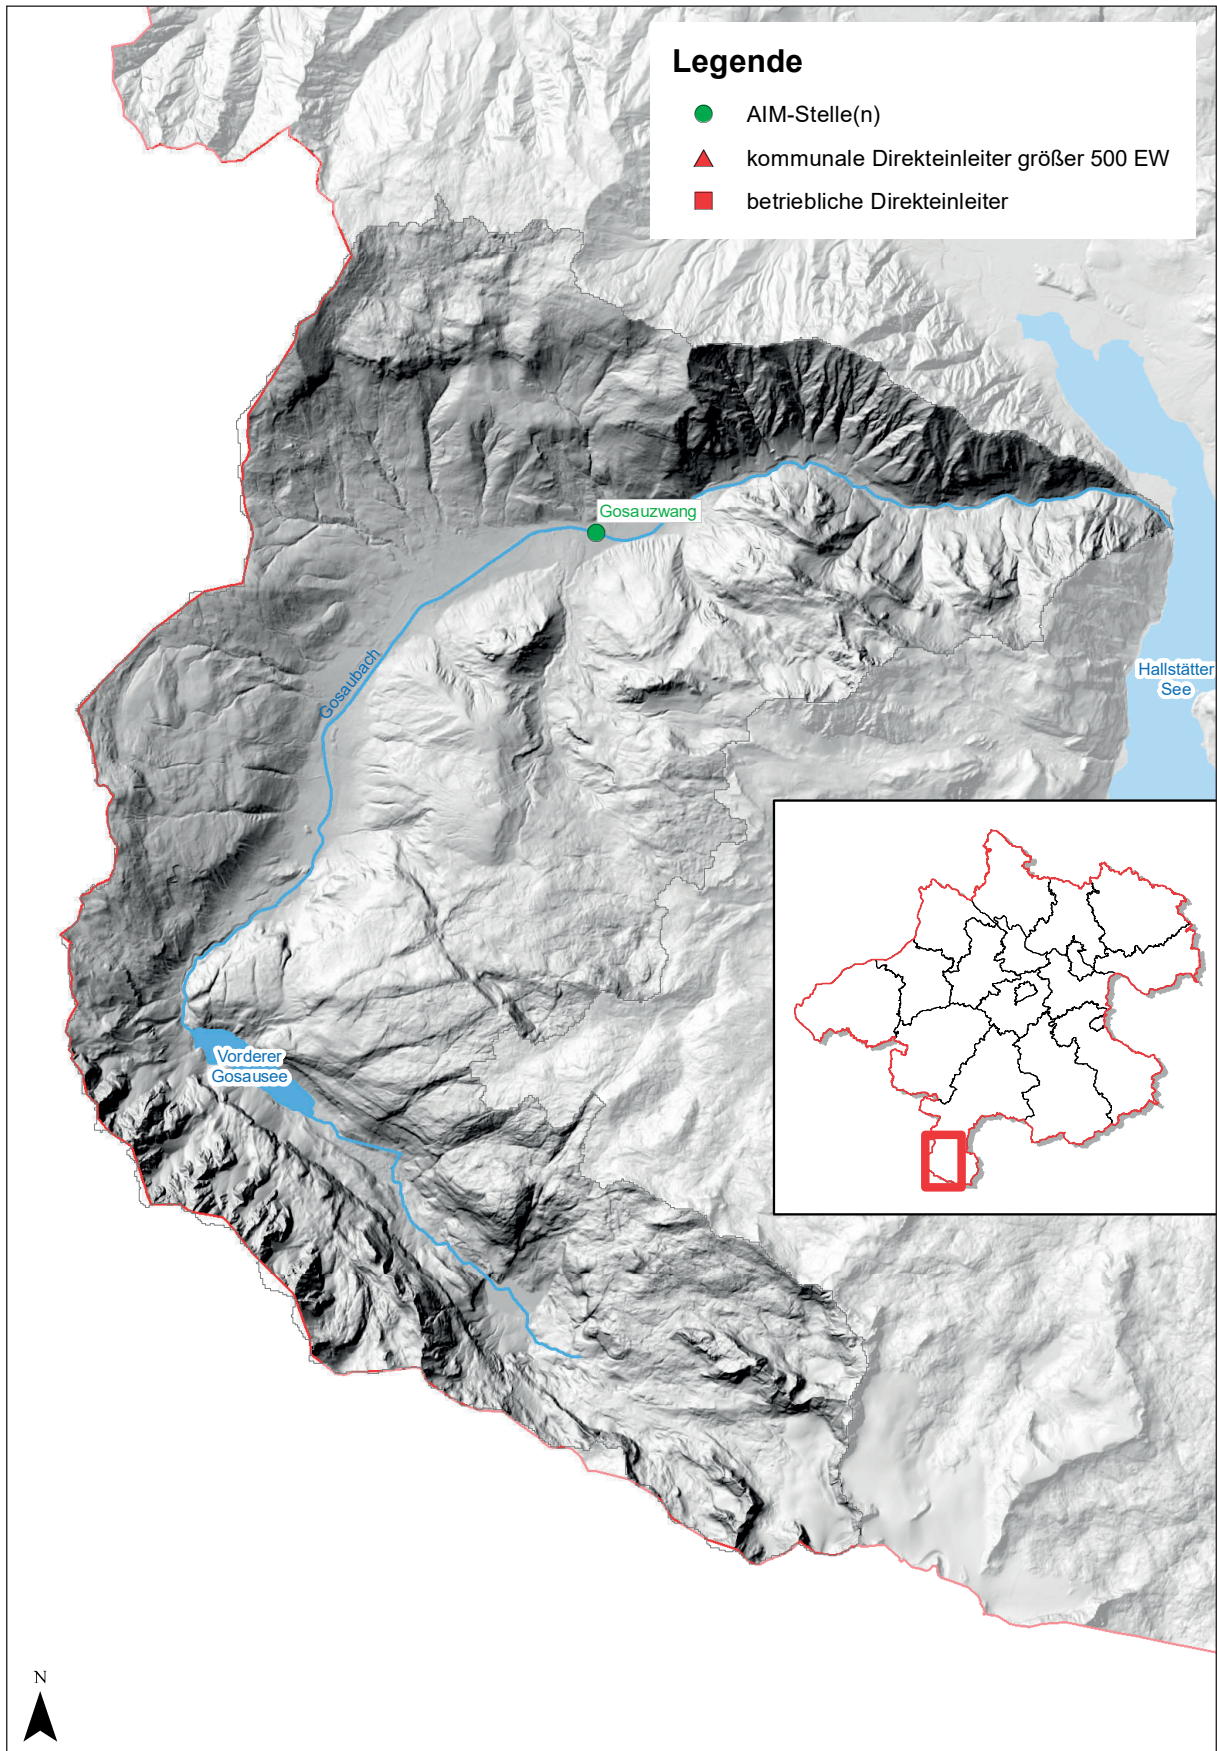 Legende
AIM-Stelle(n)
kommunale Direkteinleiter größer 500 EW
betriebliche Direkteinleiter
Gosauzwang
Gosaubach
Hallstätter
See
Vorderer
Gosausee
N